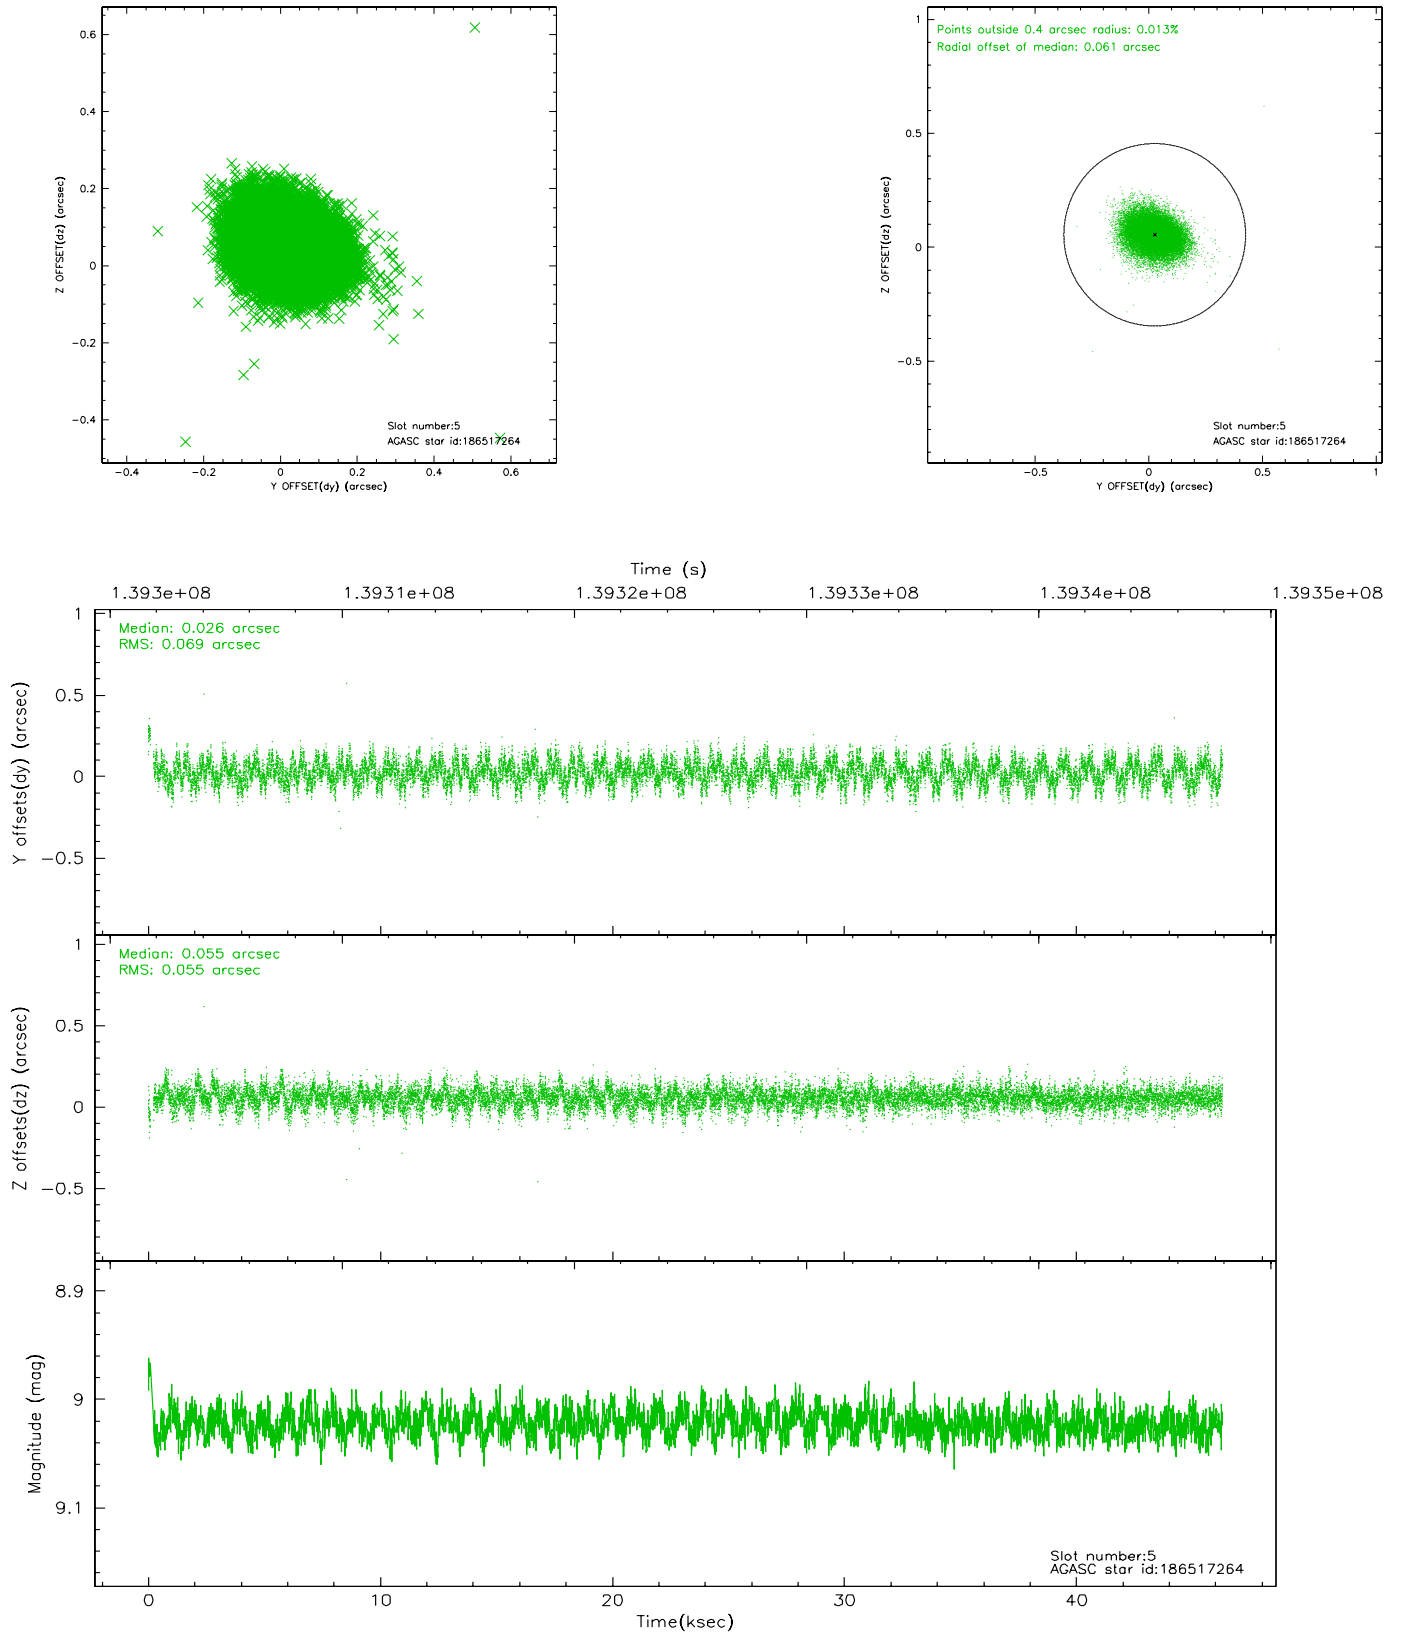 0.6
0.4
0.2
0
−0.2
−0.4
Z OFFSET(dz) (arcsec)
Slot number:5
AGASC star id:186517264
−0.4 −0.2 0 0.2 0.4 0.6
Y OFFSET(dy) (arcsec)
1
0.5
0
−0.5
Z OFFSET(dz) (arcsec)
Points outside 0.4 arcsec radius: 0.013%
Radial offset of median: 0.061 arcsec
Slot number:5
AGASC star id:186517264
−0.5 0 0.5 1
Y OFFSET(dy) (arcsec)
Time (s)
1.393e+08 1.3931e+08 1.3932e+08 1.3933e+08 1.3934e+08 1.3935e+08
1
0.5
0
−0.5
Y offsets(dy) (arcsec)
Median: 0.026 arcsec
RMS: 0.069 arcsec
1
0.5
0
−0.5
Z offsets(dz) (arcsec)
Median: 0.055 arcsec
RMS: 0.055 arcsec
8.9
9
9.1
Magnitude (mag)
Slot number:5
AGASC star id:186517264
0 10 20 30 40
Time(ksec)